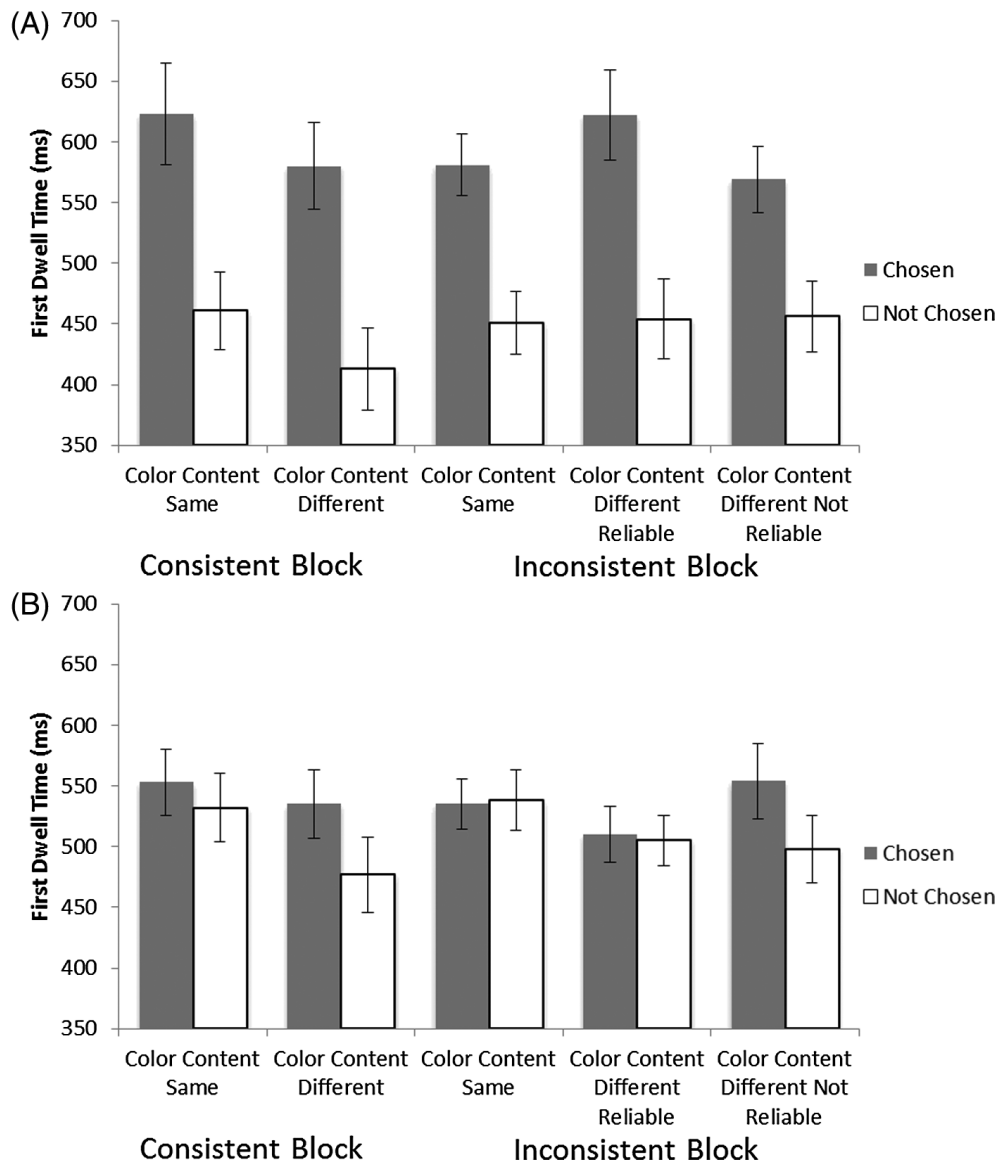 (A)
700
650
600
550
500
450
400
350
First Dwell Time (ms)
Chosen
Not Chosen
Color Content Same
Color Content Different
Color Content Same
Color Content Different Reliable
Color Content Different Not Reliable
Consistent Block
Inconsistent Block
(B)
700
650
600
550
500
450
400
350
First Dwell Time (ms)
Chosen
Not Chosen
Color Content Same
Color Content Different
Color Content Same
Color Content Different Reliable
Color Content Different Not Reliable
Consistent Block
Inconsistent Block